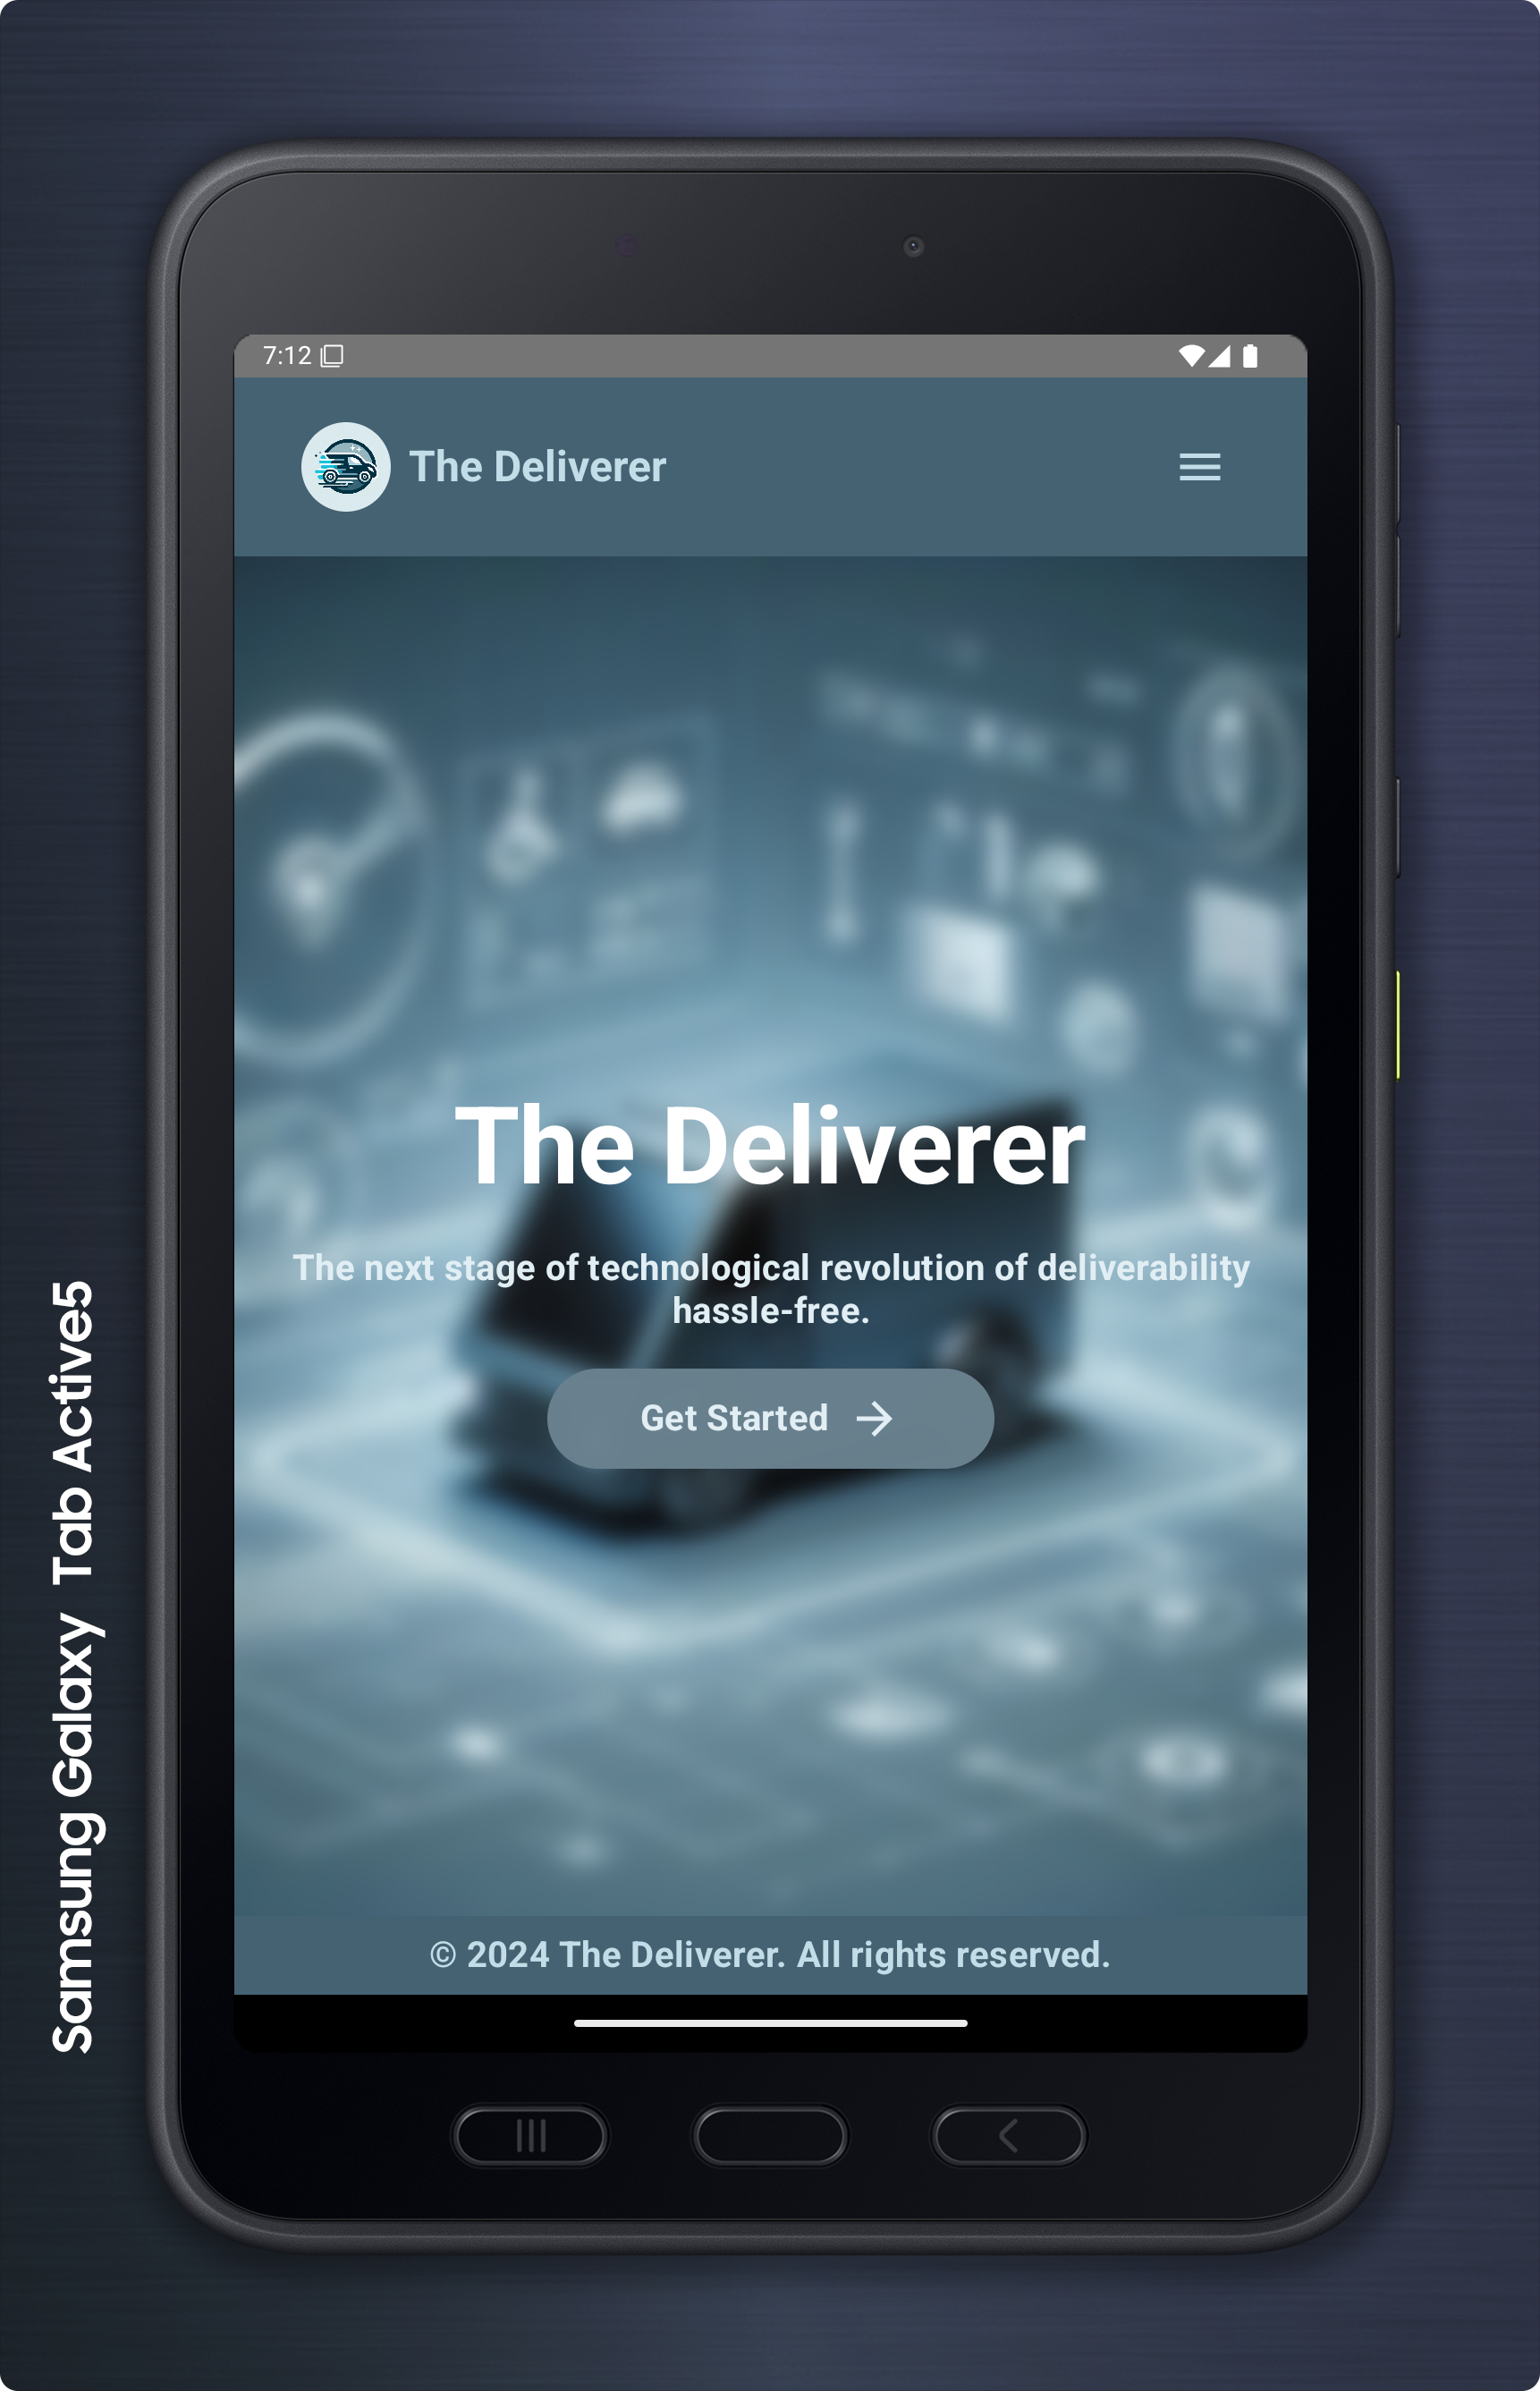 7:12
The Deliverer
The Deliverer
The next stage of technological revolution of deliverability
hassle-free.
Get Started
© 2024 The Deliverer. All rights reserved.
Samsung Galaxy Tab Active5